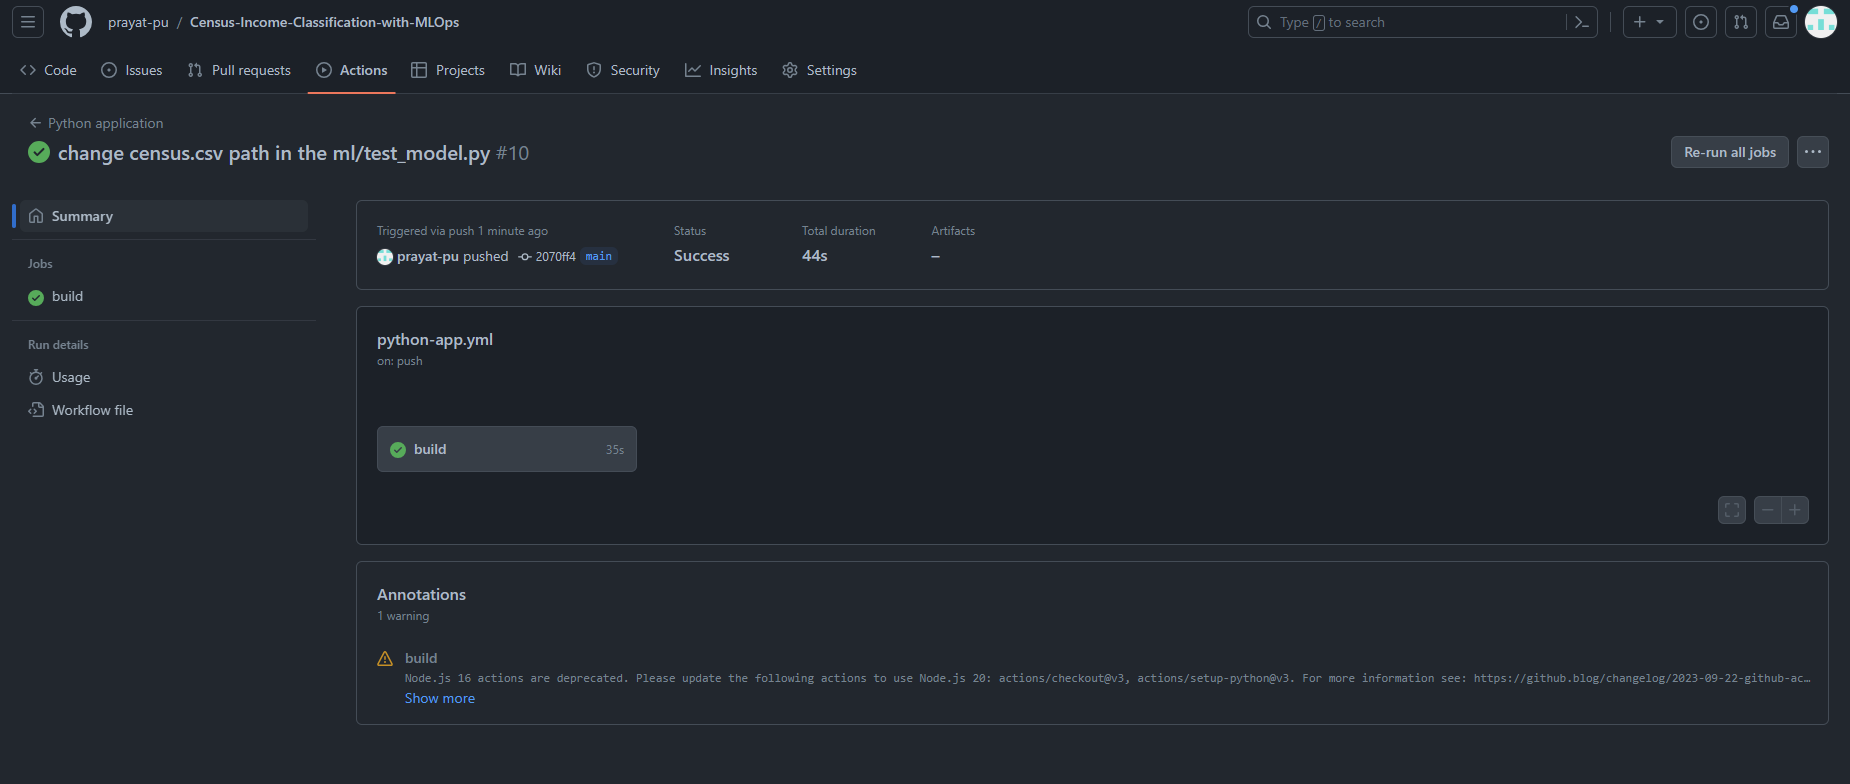 prayat-pu / Census-Income-Classification-with-MLOps
Type / to search
Code Issues Pull requests Actions Projects Wiki Security Insights Settings
Python application
change census.csv path in the ml/test_model.py #10
Re-run all jobs
Summary
Jobs
build
Run details
Usage
Workflow file
Triggered via push 1 minute ago
prayat-pu pushed 2070ff4 main
Status
Success
Total duration
44s
Artifacts
–
python-app.yml
on: push
build 35s
Annotations
1 warning
build
Node.js 16 actions are deprecated. Please update the following actions to use Node.js 20: actions/checkout@v3, actions/setup-python@v3. For more information see: https://github.blog/changelog/2023-09-22-github-ac…
Show more